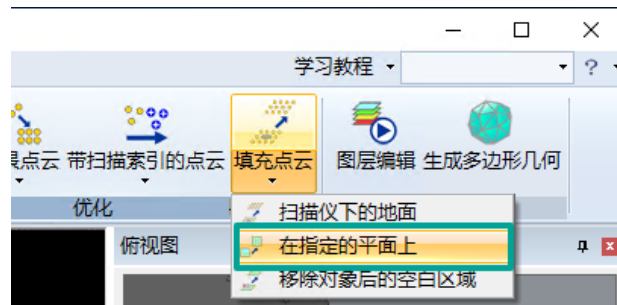 学习教程
?
点云
带扫描索引的点云
填充点云
图层编辑
生成多边形几何
优化
扫描仪下的地面
俯视图
在指定的平面上
移除对象后的空白区域